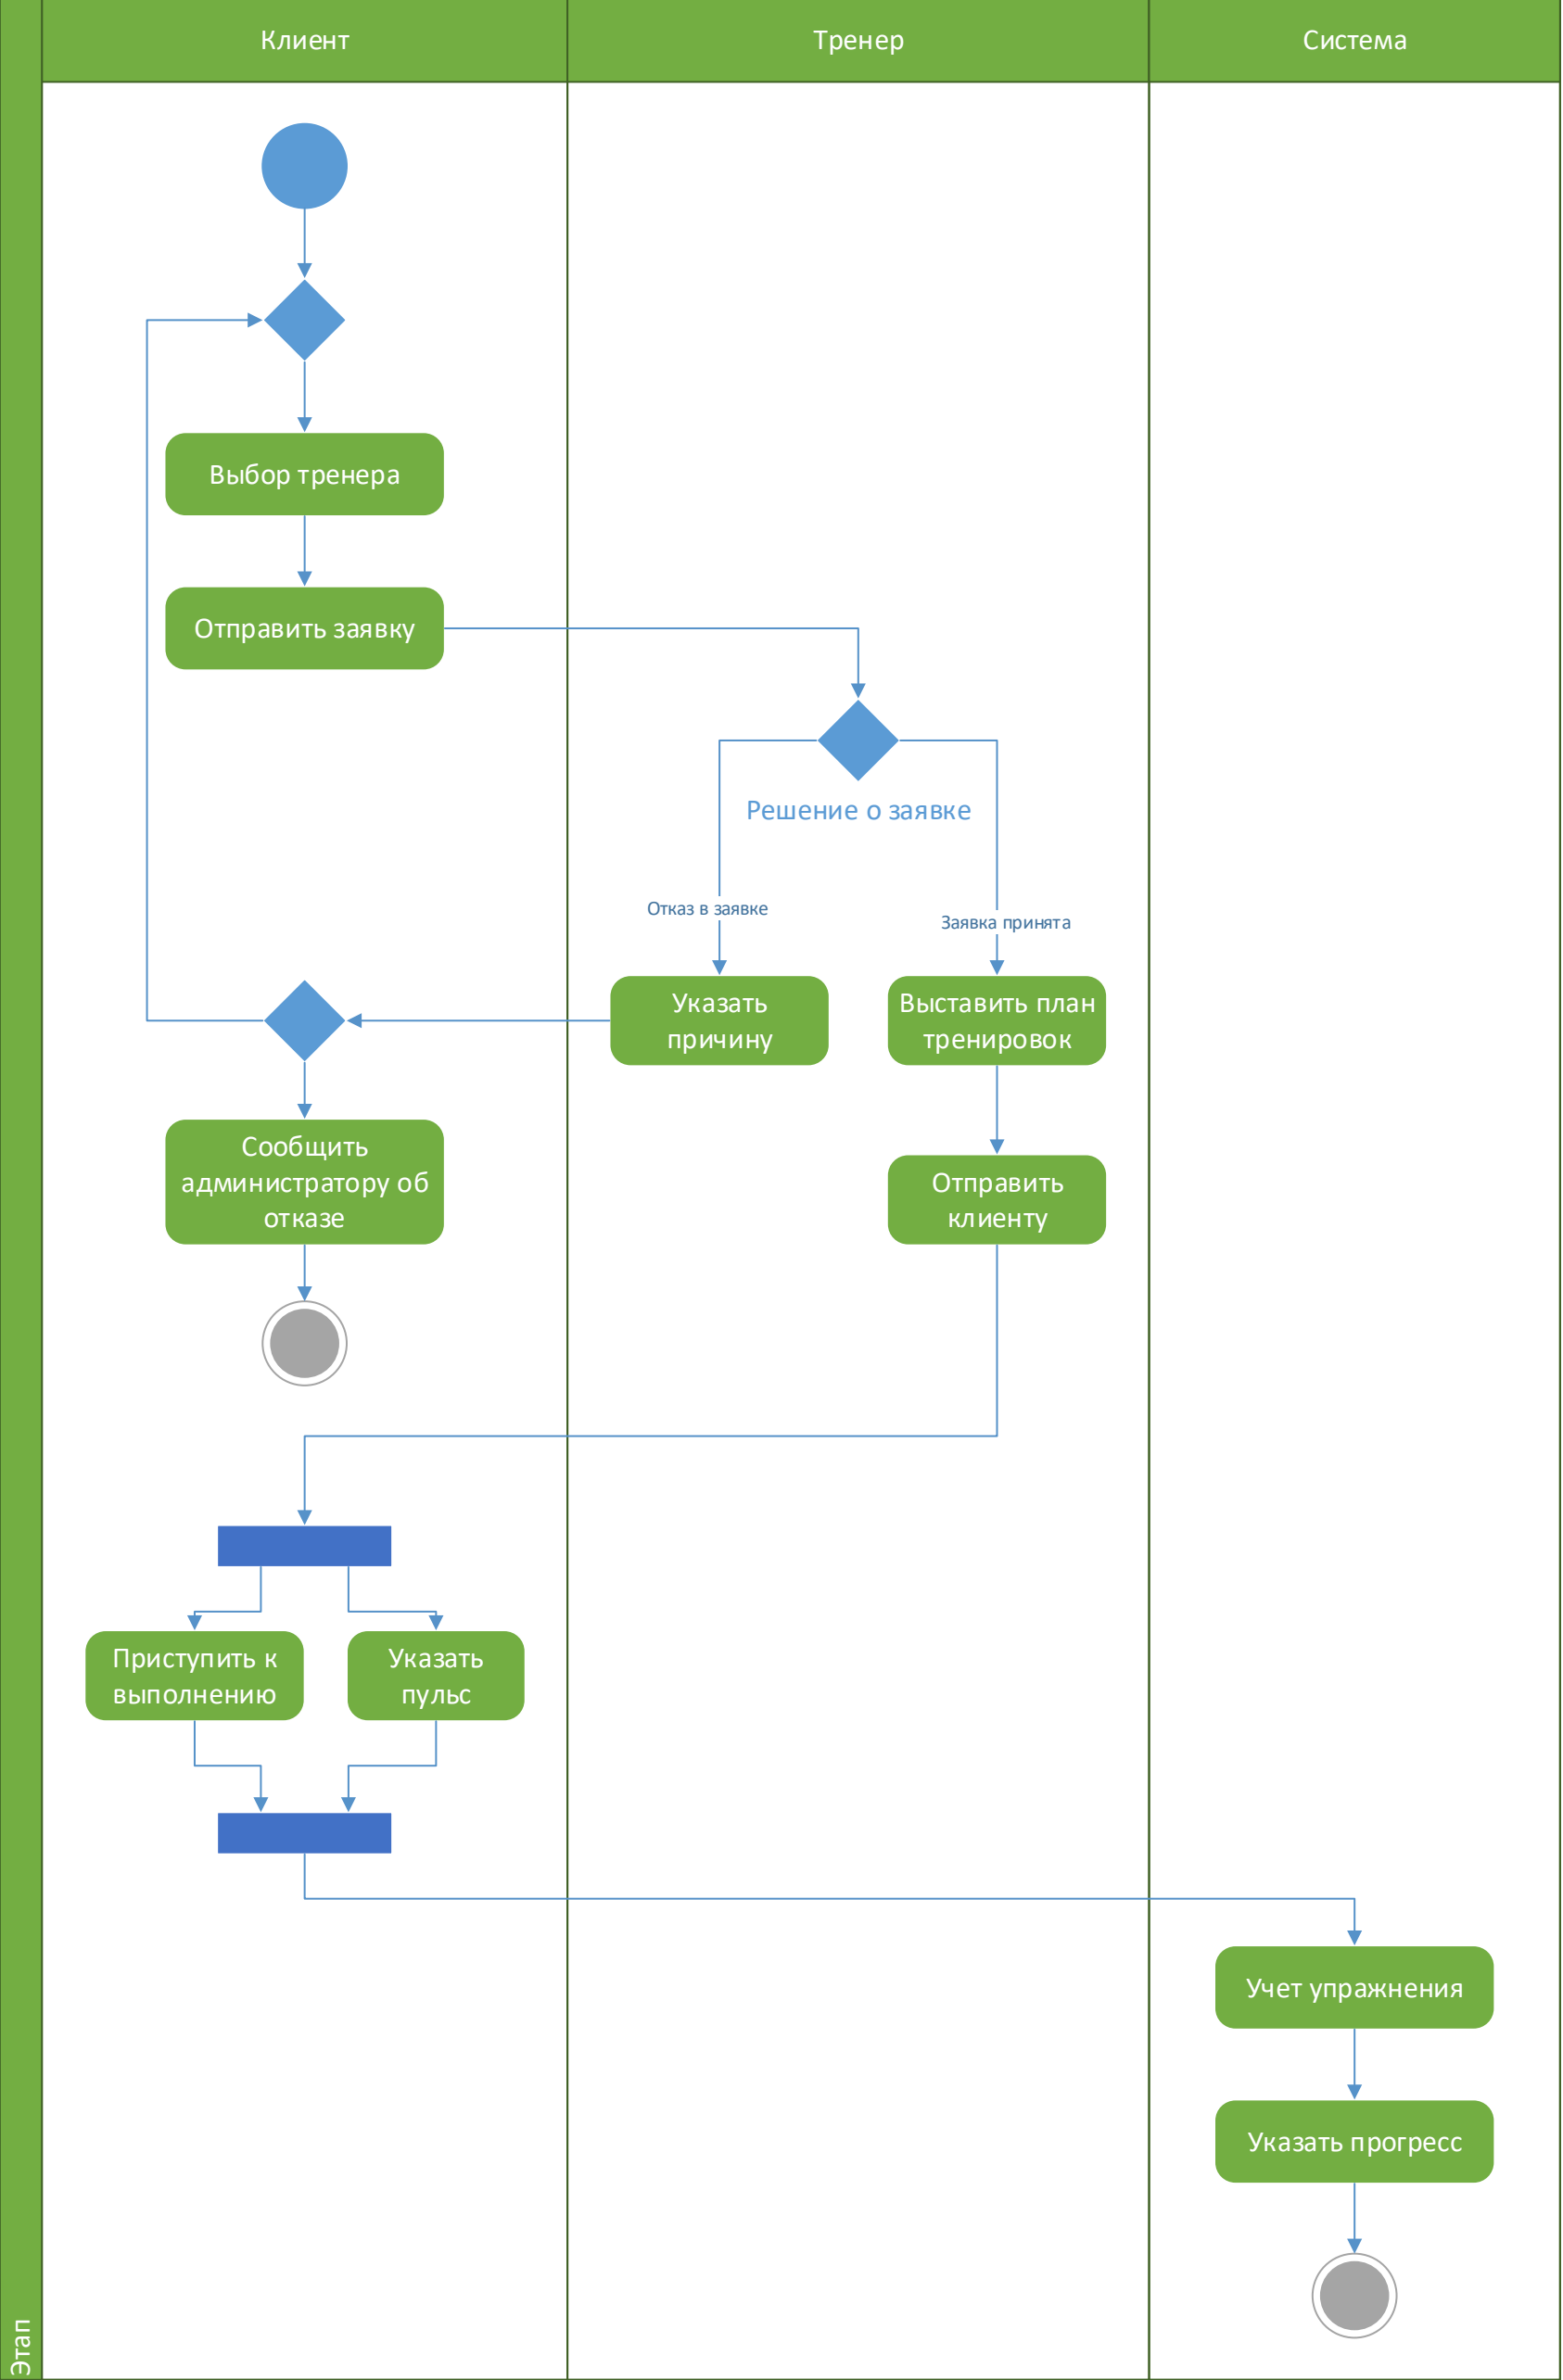 Клиент
Тренер
Система
Выбор тренера
Отправить заявку
Решение о заявке
Отказ в заявке
Заявка принята
Указать
причину
Выставить план
тренировок
Сообщить
администратору об
отказе
Отправить
клиенту
Приступить к
выполнению
Указать
пульс
Учет упражнения
Указать прогресс
Этап